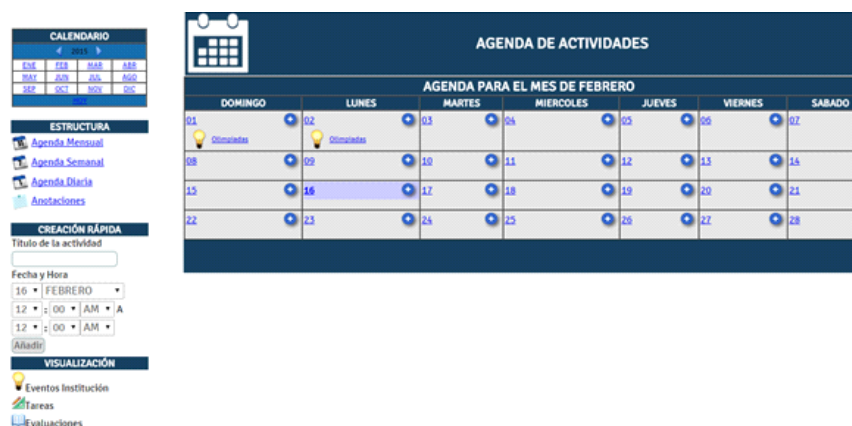 CALENDARIO
2015
ENE FEB MAR ABR
MAY JUN JUL AGO
SEP OCT NOV DIC
HOY
ESTRUCTURA
Agenda Mensual
Agenda Semanal
Agenda Diaria
Anotaciones
CREACIÓN RÁPIDA
Título de la actividad
Fecha y Hora
16 FEBRERO
12 : 00 AM A
12 : 00 AM
Añadir
VISUALIZACIÓN
Eventos Institución
Tareas
Evaluaciones
AGENDA DE ACTIVIDADES
AGENDA PARA EL MES DE FEBRERO
DOMINGO LUNES MARTES MIERCOLES JUEVES VIERNES SABADO
01 02 03 04 05 06 07
Olimpiadas Olimpiadas
08 09 10 11 12 13 14
15 16 17 18 19 20 21
22 23 24 25 26 27 28